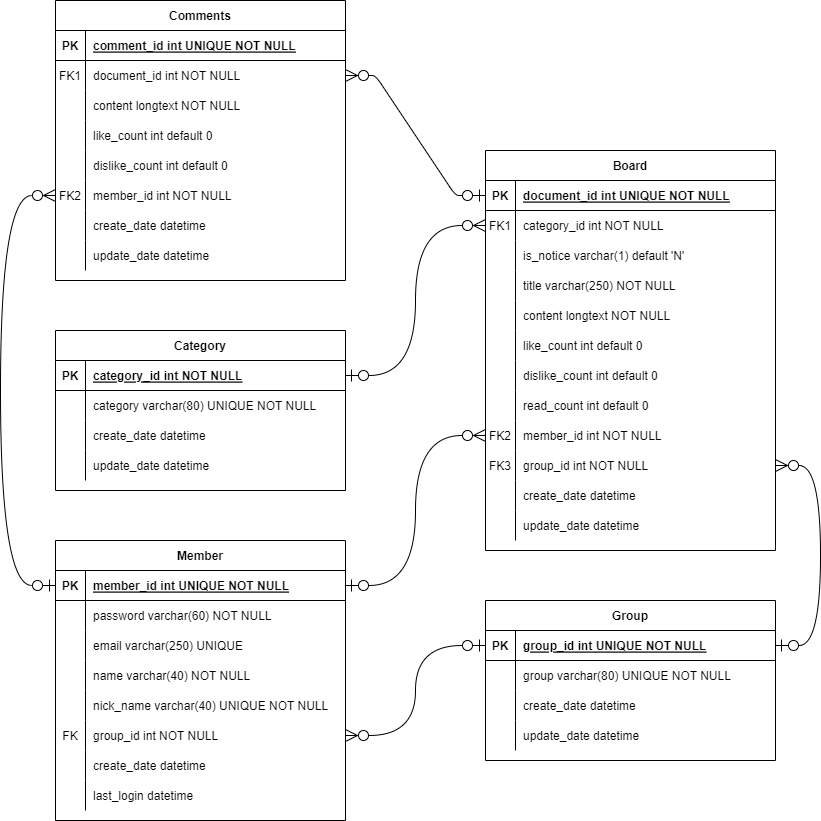 Comments
PK comment_id int UNIQUE NOT NULL
FK1 document_id int NOT NULL
content longtext NOT NULL
like_count int default 0
dislike_count int default 0
FK2 member_id int NOT NULL
create_date datetime
update_date datetime
Category
PK category_id int NOT NULL
category varchar(80) UNIQUE NOT NULL
create_date datetime
update_date datetime
Member
PK member_id int UNIQUE NOT NULL
password varchar(60) NOT NULL
email varchar(250) UNIQUE
name varchar(40) NOT NULL
nick_name varchar(40) UNIQUE NOT NULL
FK group_id int NOT NULL
create_date datetime
last_login datetime
Board
PK document_id int UNIQUE NOT NULL
FK1 category_id int NOT NULL
is_notice varchar(1) default 'N'
title varchar(250) NOT NULL
content longtext NOT NULL
like_count int default 0
dislike_count int default 0
read_count int default 0
FK2 member_id int NOT NULL
FK3 group_id int NOT NULL
create_date datetime
update_date datetime
Group
PK group_id int UNIQUE NOT NULL
group varchar(80) UNIQUE NOT NULL
create_date datetime
update_date datetime